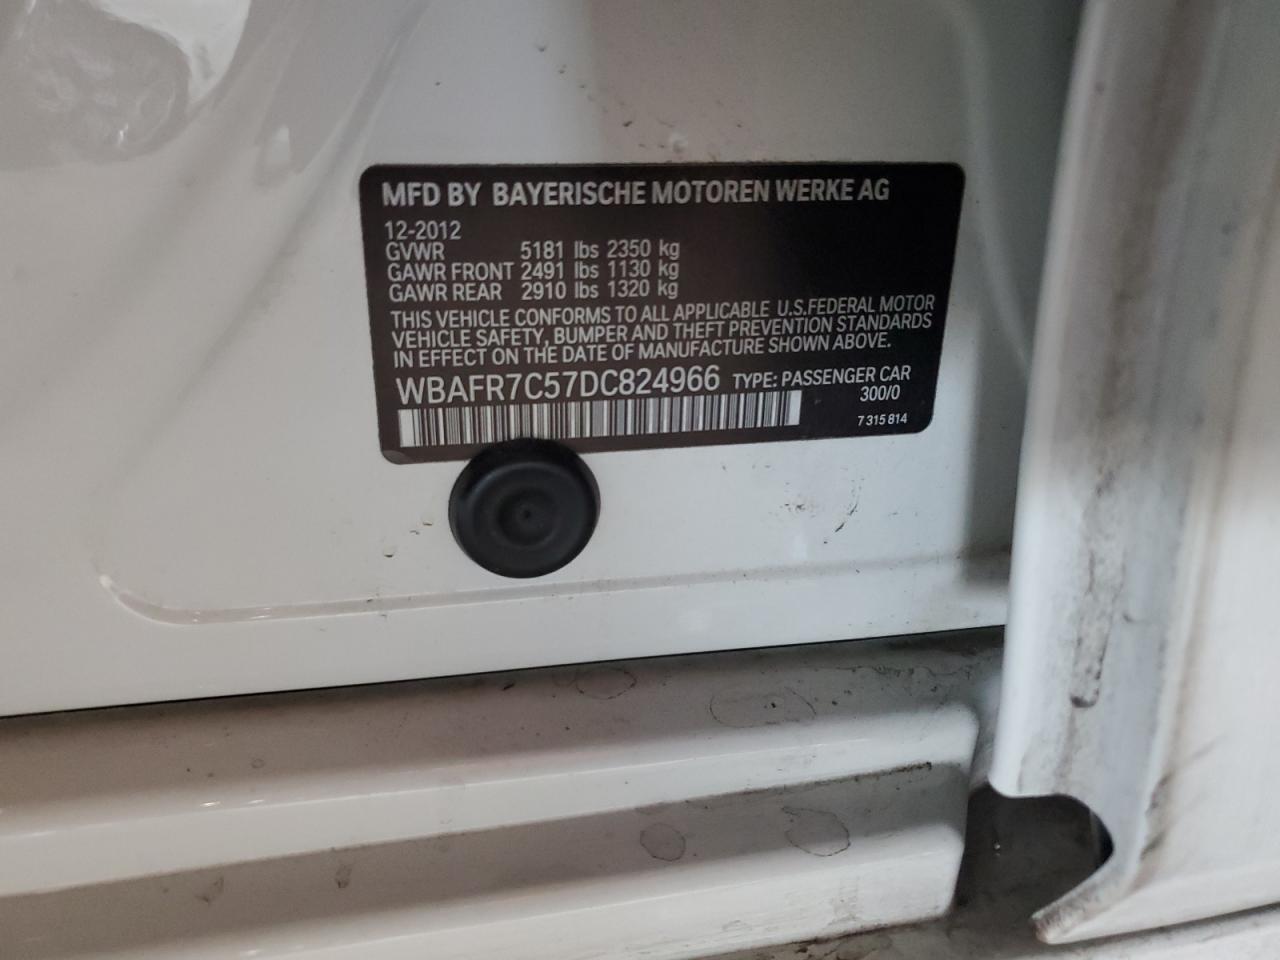 MFD BY BAYERISCHE MOTOREN WERKE AG
12-2012
GVWR 5181 lbs 2350 kg
GAWR FRONT 2491 lbs 1130 kg
GAWR REAR 2910 lbs 1320 kg
THIS VEHICLE CONFORMS TO ALL APPLICABLE U.S.FEDERAL MOTOR
VEHICLE SAFETY, BUMPER AND THEFT PREVENTION STANDARDS
IN EFFECT ON THE DATE OF MANUFACTURE SHOWN ABOVE.
WBAFR7C57DC824966 TYPE: PASSENGER CAR
300/0
7 315 814